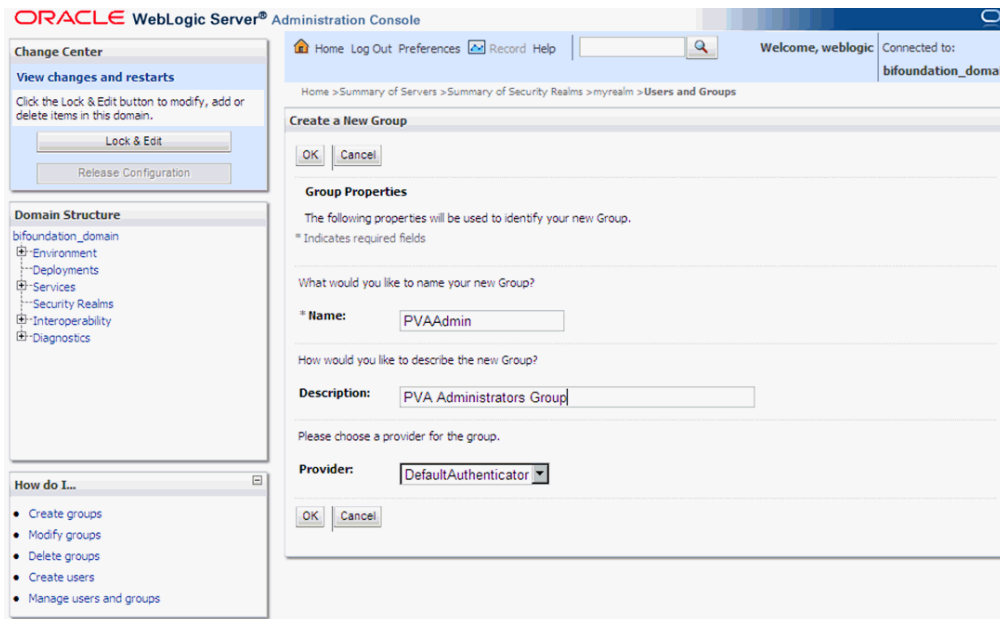 ORACLE WebLogic Server® Administration Console
Change Center
View changes and restarts
Click the Lock & Edit button to modify, add or
delete items in this domain.
Lock & Edit
Release Configuration
Domain Structure
bifoundation_domain
Environment
Deployments
Services
Security Realms
Interoperability
Diagnostics
How do I...
Create groups
Modify groups
Delete groups
Create users
Manage users and groups
Home Log Out Preferences Record Help
Welcome, weblogic
Connected to:
bifoundation_domai
Home >Summary of Servers >Summary of Security Realms >myrealm >Users and Groups
Create a New Group
OK Cancel
Group Properties
The following properties will be used to identify your new Group.
* Indicates required fields
What would you like to name your new Group?
* Name: PVAAdmin
How would you like to describe the new Group?
Description: PVA Administrators Group
Please choose a provider for the group.
Provider: DefaultAuthenticator
OK Cancel